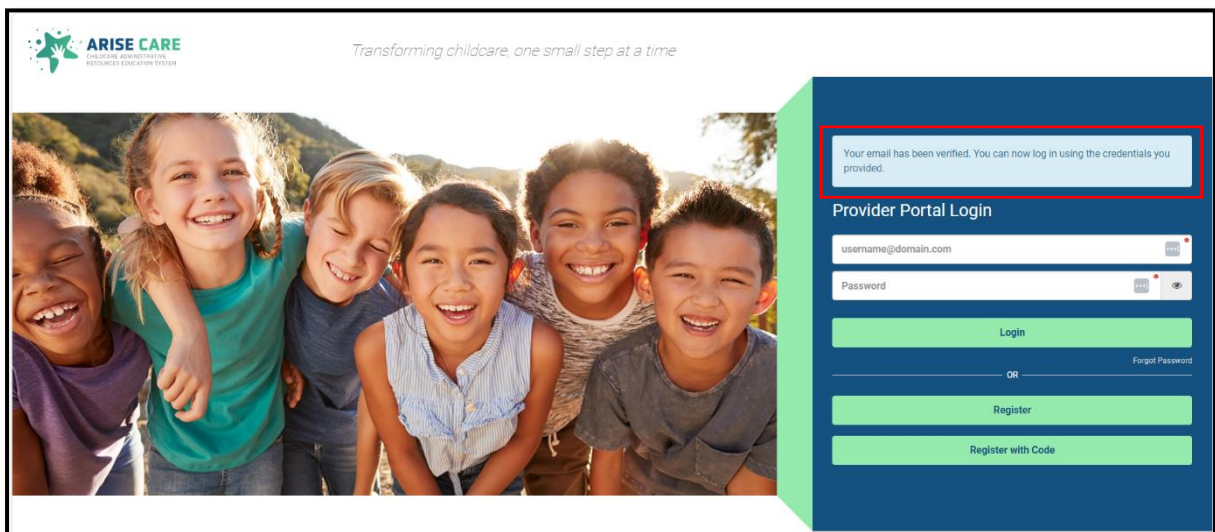 ARISE CARE
CHILDCARE ADMINISTRATIVE
RESOURCES EDUCATION SYSTEM
Transforming childcare, one small step at a time
Your email has been verified. You can now log in using the credentials you
provided.
Provider Portal Login
username@domain.com
Password
Login
Forgot Password
OR
Register
Register with Code